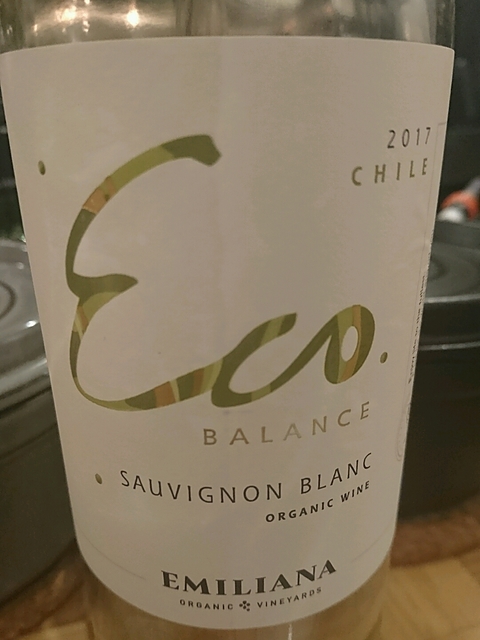 2017
CHILE
Eco.
BALANCE
SAUVIGNON BLANC
ORGANIC WINE
EMILIANA
ORGANIC VINEYARDS